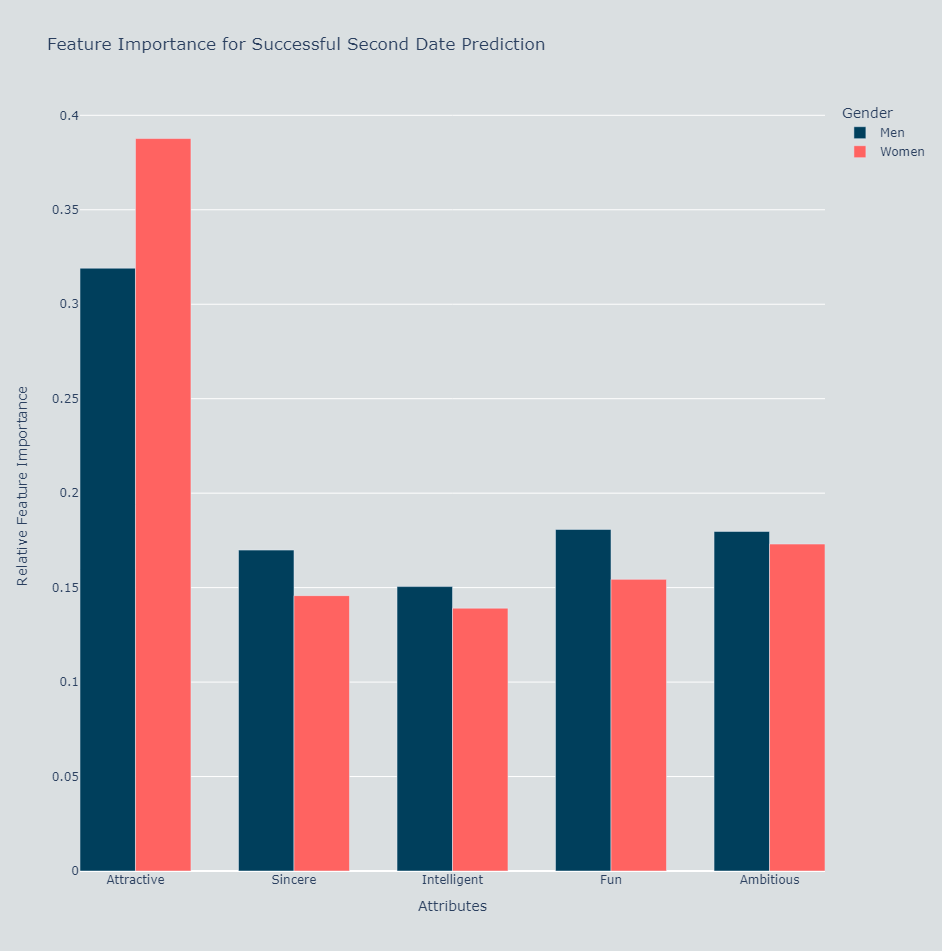 Feature Importance for Successful Second Date Prediction
Gender
Men
Women
0.4
0.35
0.3
0.25
0.2
0.15
0.1
0.05
0
Relative Feature Importance
Attractive
Sincere
Intelligent
Fun
Ambitious
Attributes